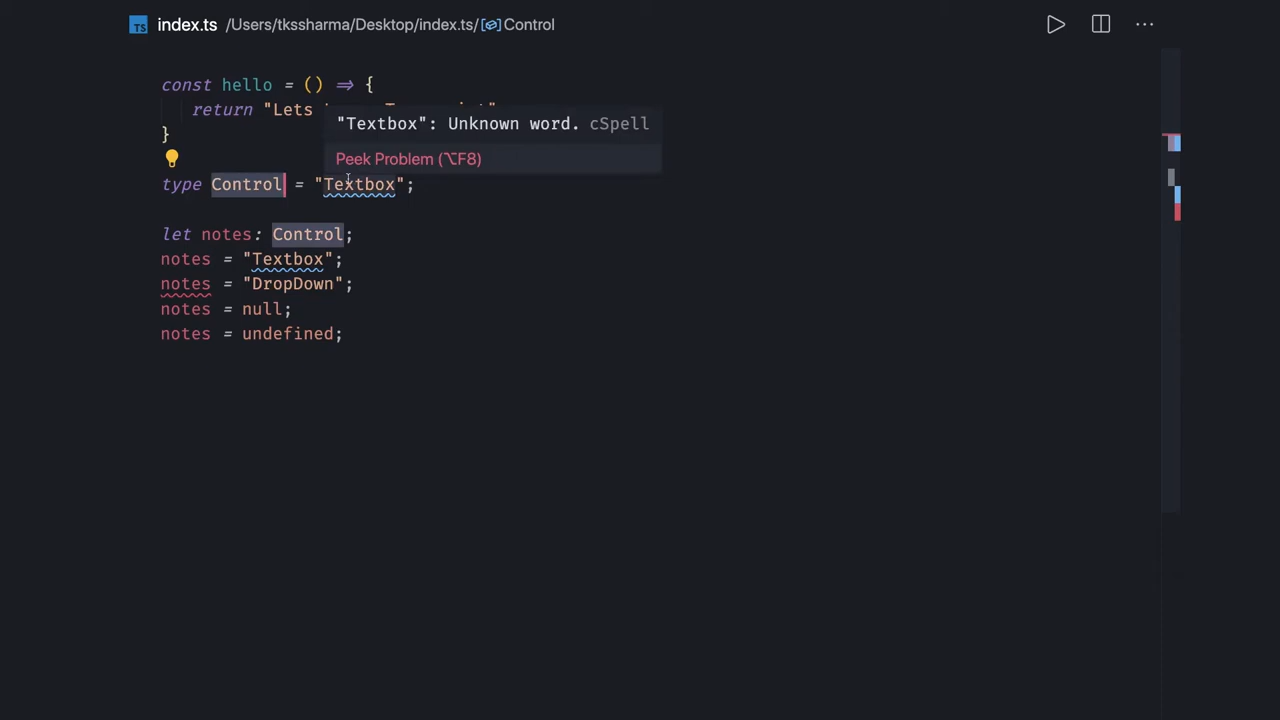 TS index.ts /Users/tkssharma/Desktop/index.ts/ Control
const hello = () => {
return "Lets
}
"Textbox": Unknown word. cSpell
Peek Problem (⌥F8)
type Control = "Textbox";
let notes: Control;
notes = "Textbox";
notes = "DropDown";
notes = null;
notes = undefined;